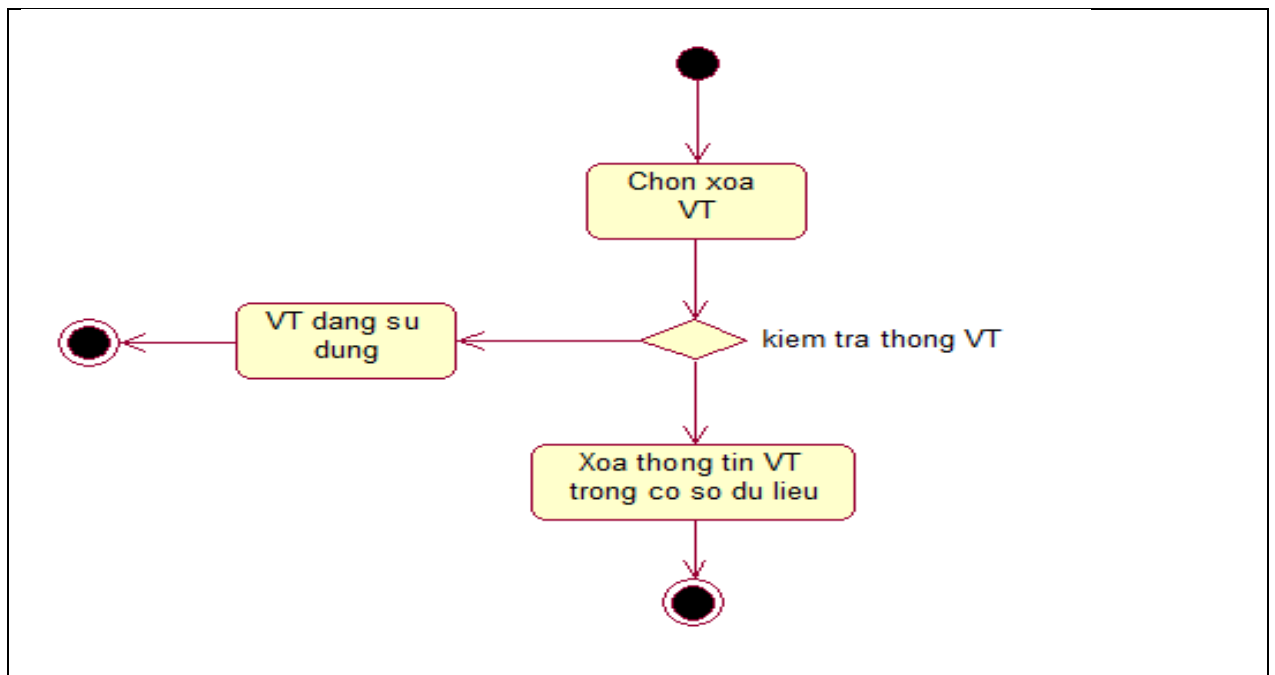 Chon xoa
VT
VT dang su
dung
kiem tra thong VT
Xoa thong tin VT
trong co so du lieu